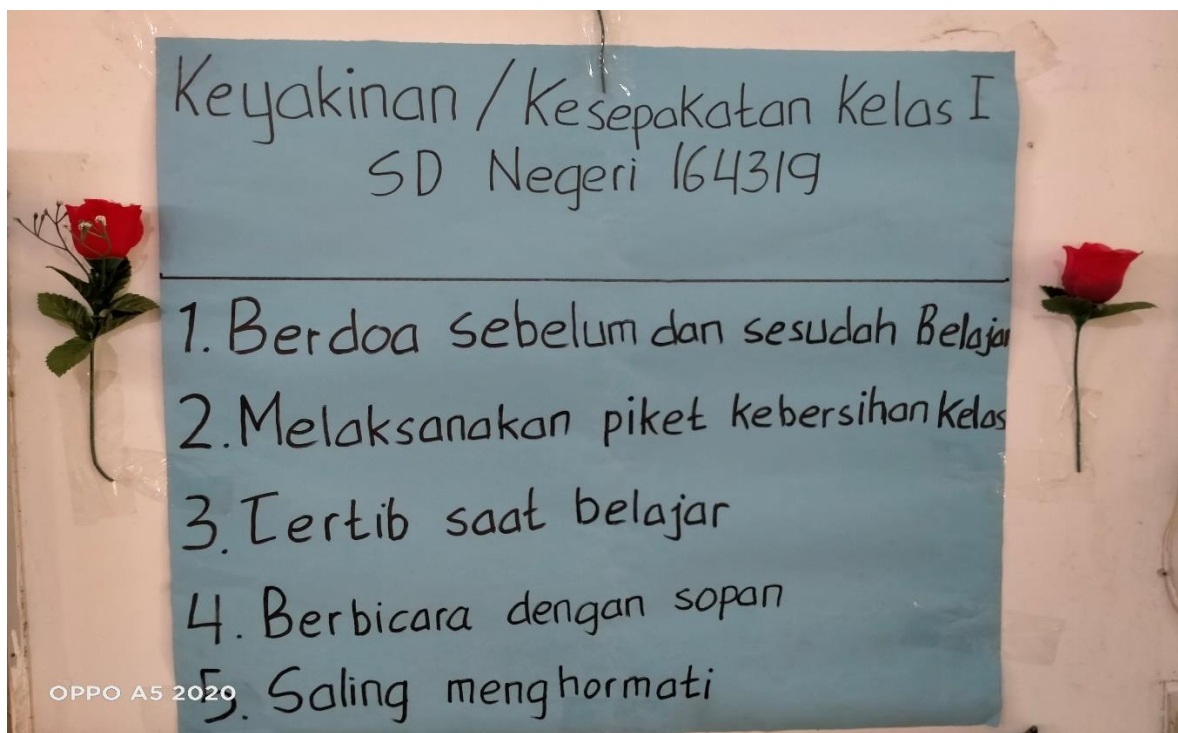 Keyakinan / Kesepakatan Kelas I
SD Negeri 164319
1. Berdoa sebelum dan sesudah Belajar
2. Melaksanakan piket kebersihan Kelas
3. Tertib saat belajar
4. Berbicara dengan sopan
5. Saling menghormati
OPPO A5 2020